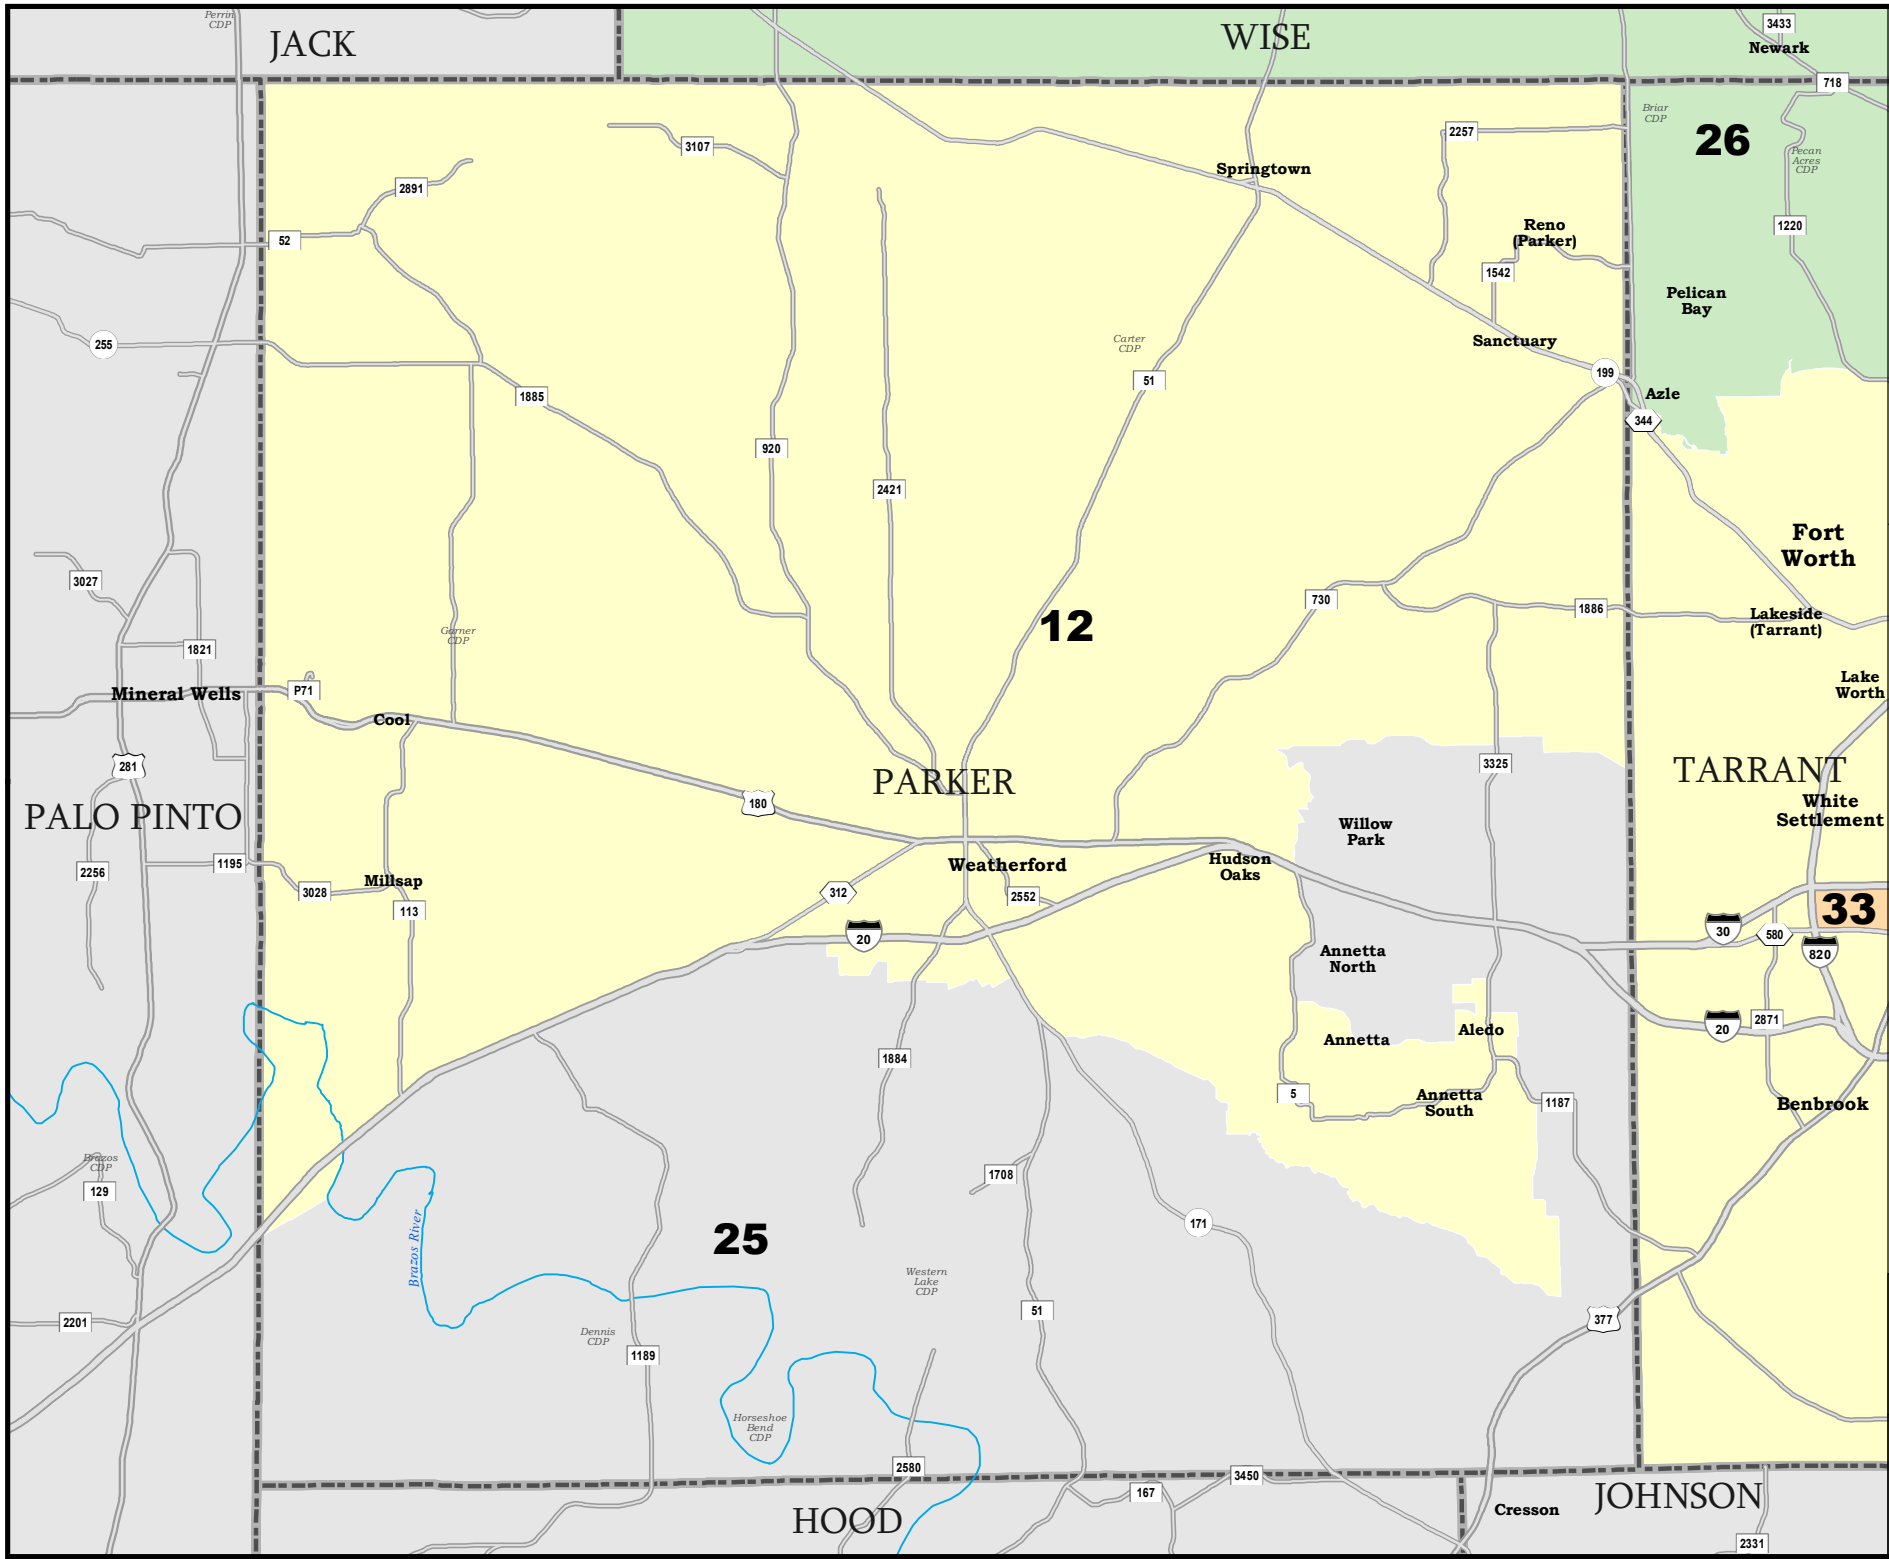 Perrin
CDP
JACK
WISE
3433
Newark
718
Briar
CDP
26
Pecan
Acres
CDP
2257
3107
Springtown
2891
1220
Reno
(Parker)
52
1542
Pelican
Bay
255
Carter
CDP
Sanctuary
199
51
1885
Azle
344
920
2421
Fort
Worth
3027
730
1886
12
Lakeside
(Tarrant)
Garner
CDP
1821
Lake
Worth
Mineral Wells
P71
Cool
281
3325
TARRANT
PARKER
180
White
Settlement
PALO PINTO
Willow
Park
1195
2256
Weatherford
Hudson
Oaks
Millsap
3028
312
2552
113
33
20
30
580
820
Annetta
North
20
2871
Aledo
Annetta
1884
5
Annetta
South
1187
Benbrook
Brazos
CDP
1708
129
171
25
Brazos River
Western
Lake
CDP
51
377
2201
Dennis
CDP
1189
Horseshoe
Bend
CDP
2580
3450
167
JOHNSON
Cresson
HOOD
2331